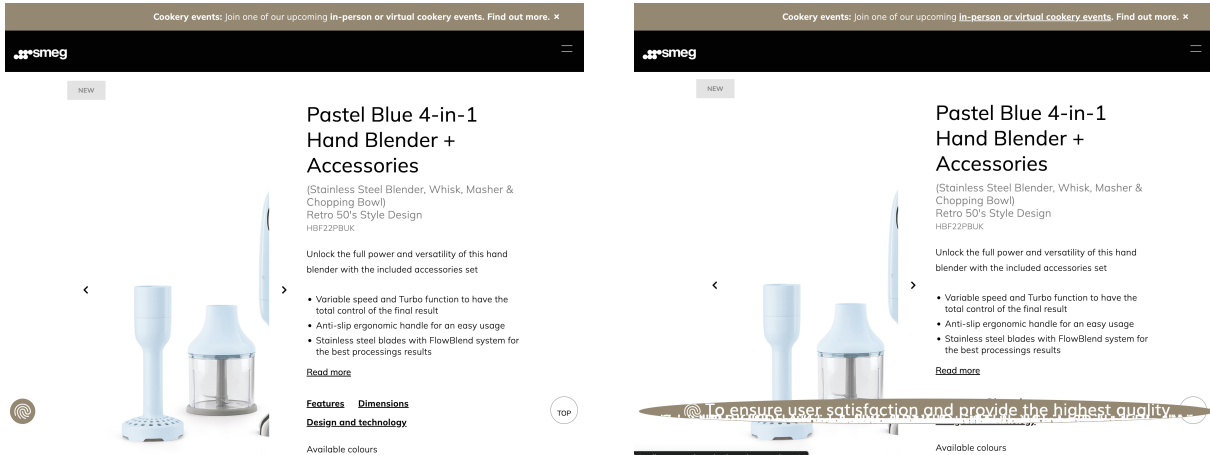 Cookery events: Join one of our upcoming in-person or virtual cookery events. Find out more. ×
smeg
NEW
Pastel Blue 4-in-1
Hand Blender +
Accessories
(Stainless Steel Blender, Whisk, Masher &
Chopping Bowl)
Retro 50's Style Design
HBF22PBUK
Unlock the full power and versatility of this hand
blender with the included accessories set
• Variable speed and Turbo function to have the
total control of the final result
• Anti-slip ergonomic handle for an easy usage
• Stainless steel blades with FlowBlend system for
the best processings results
Read more
Features Dimensions
TOP
Design and technology
Available colours
Cookery events: Join one of our upcoming in-person or virtual cookery events. Find out more. ×
smeg
NEW
Pastel Blue 4-in-1
Hand Blender +
Accessories
(Stainless Steel Blender, Whisk, Masher &
Chopping Bowl)
Retro 50's Style Design
HBF22PBUK
Unlock the full power and versatility of this hand
blender with the included accessories set
• Variable speed and Turbo function to have the
total control of the final result
• Anti-slip ergonomic handle for an easy usage
• Stainless steel blades with FlowBlend system for
the best processings results
Read more
To ensure user satisfaction and provide the highest quality
Available colours